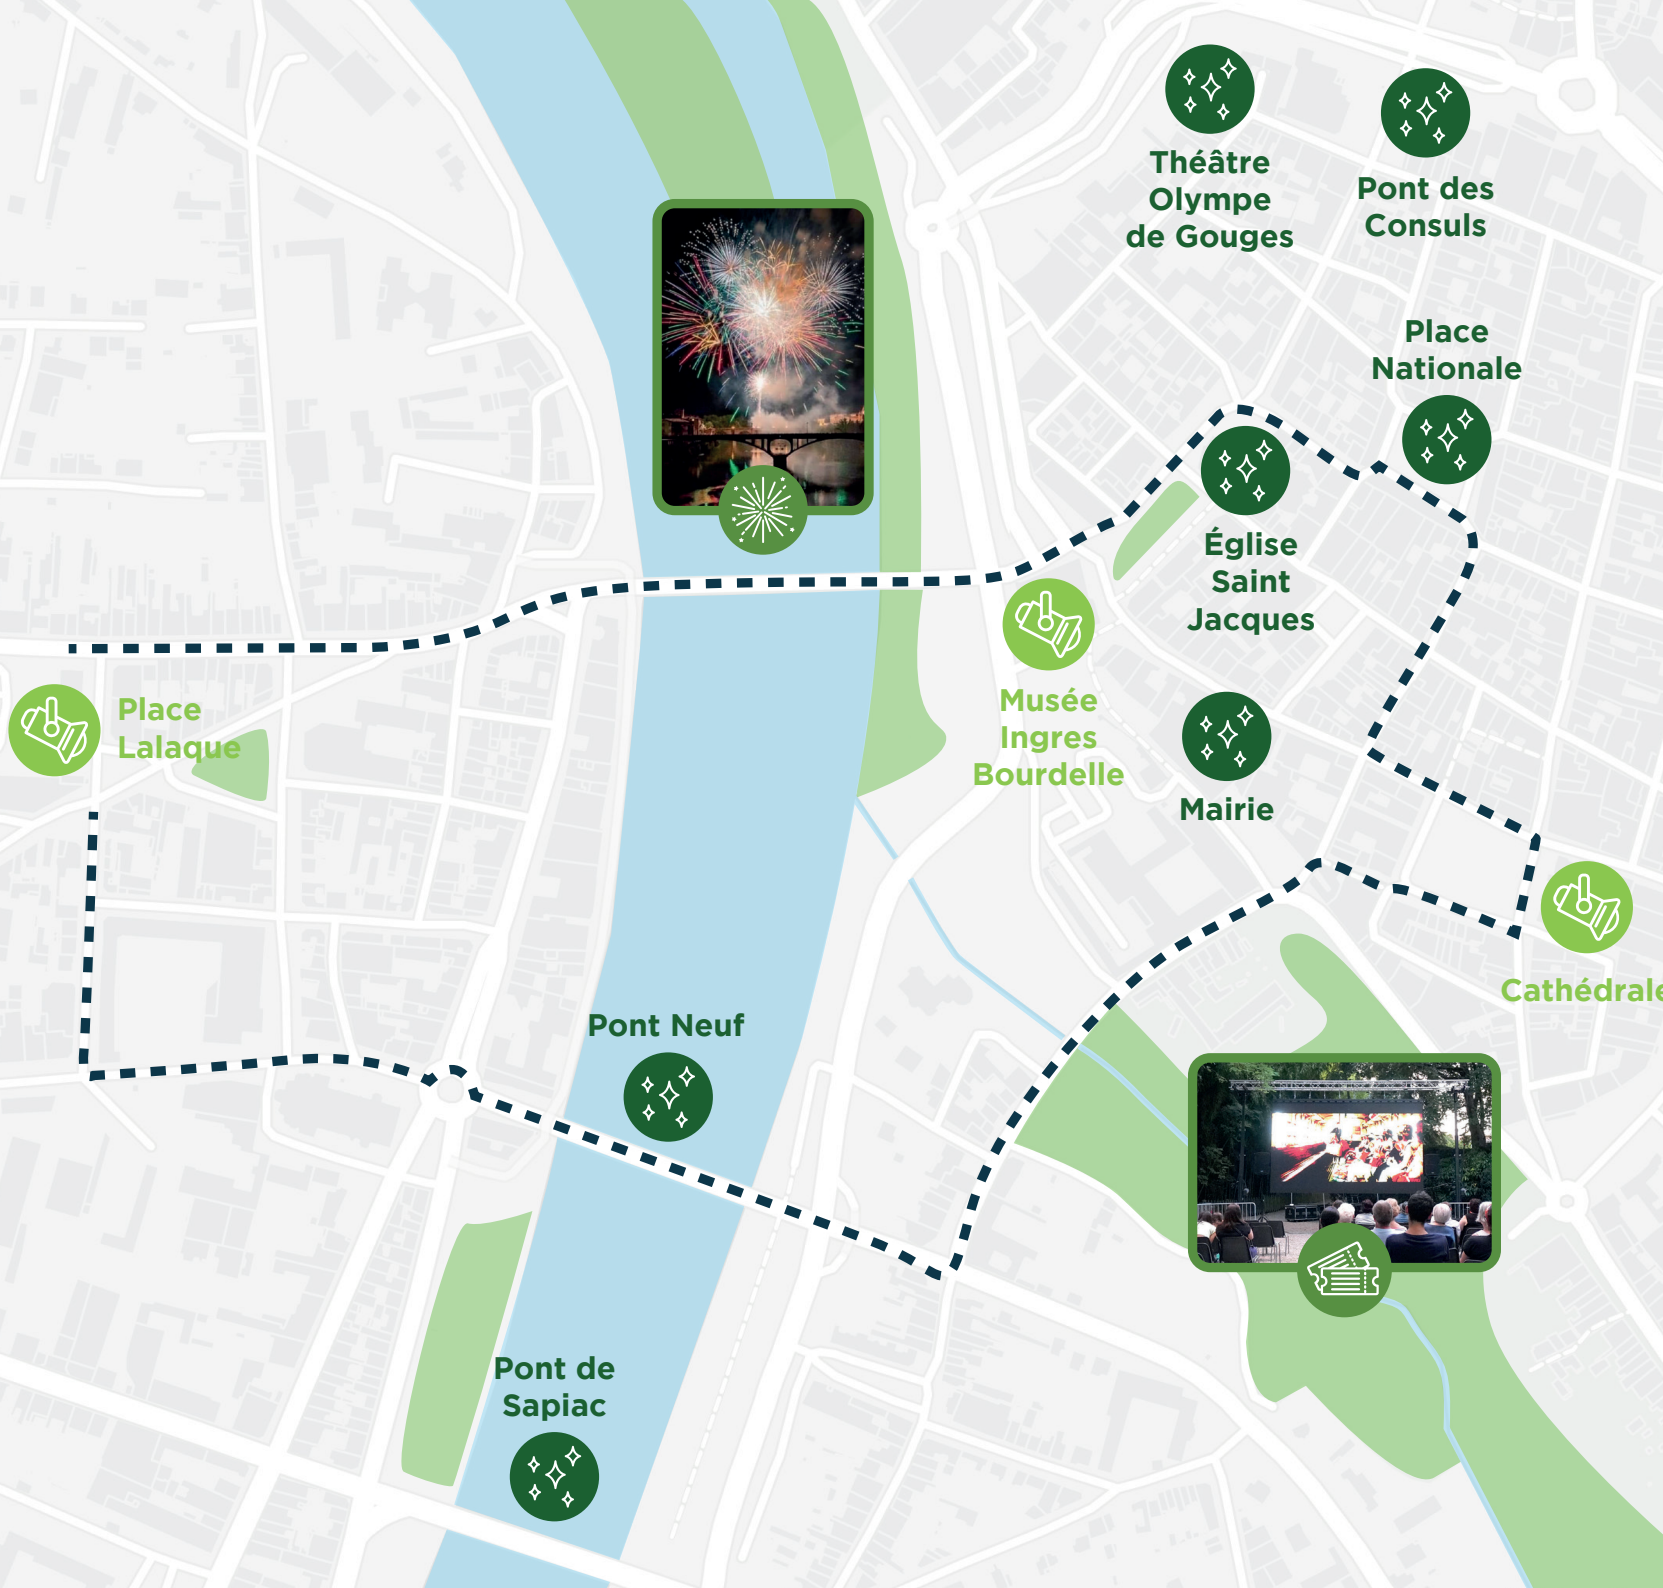 Théâtre
Olympe
de Gouges
Pont des
Consuls
Place
Nationale
Église
Saint
Jacques
Musée
Ingres
Bourdelle
Place
Lalaque
Mairie
Cathédrale
Pont Neuf
Pont de
Sapiac